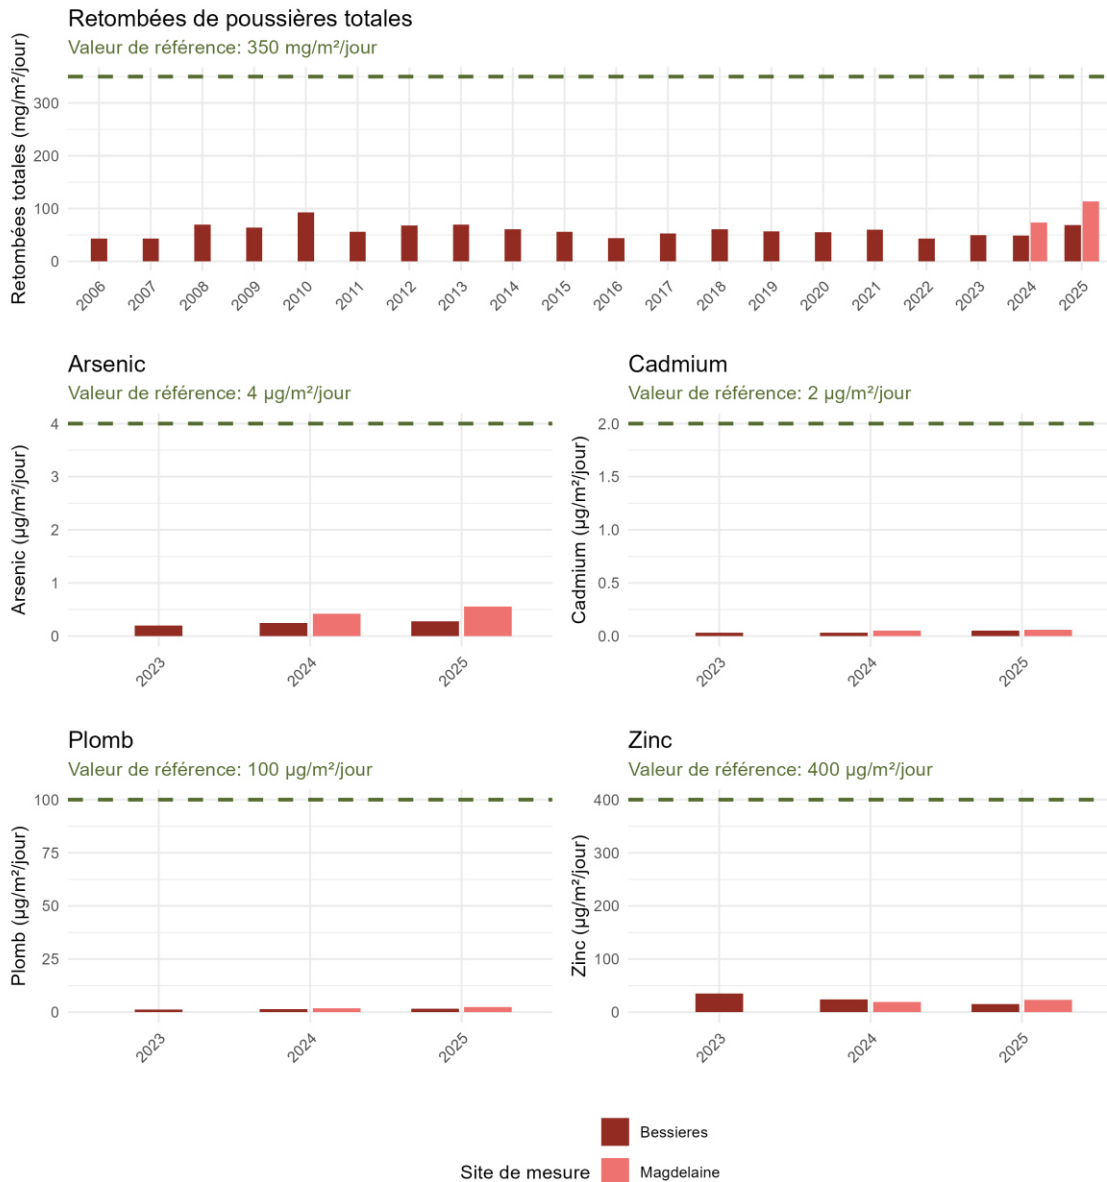 Retombées de poussières totales
Valeur de référence: 350 mg/m²/jour
Retombées totales (mg/m²/jour)
300
200
100
0
2006 2007 2008 2009 2010 2011 2012 2013 2014 2015 2016 2017 2018 2019 2020 2021 2022 2023 2024 2025
Arsenic
Valeur de référence: 4 µg/m²/jour
Arsenic (µg/m²/jour)
4
3
2
1
0
2023 2024 2025
Cadmium
Valeur de référence: 2 µg/m²/jour
Cadmium (µg/m²/jour)
2.0
1.5
1.0
0.5
0.0
2023 2024 2025
Plomb
Valeur de référence: 100 µg/m²/jour
Plomb (µg/m²/jour)
100
75
50
25
0
2023 2024 2025
Zinc
Valeur de référence: 400 µg/m²/jour
Zinc (µg/m²/jour)
400
300
200
100
0
2023 2024 2025
Site de mesure
Bessieres
Magdelaine